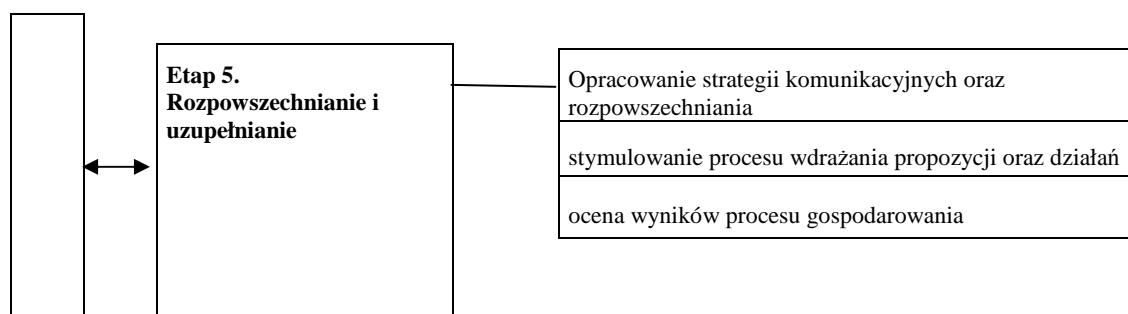 Etap 5.
Rozpowszechnianie i
uzupełnianie
Opracowanie strategii komunikacyjnych oraz
rozpowszechniania
stymulowanie procesu wdrażania propozycji oraz działań
ocena wyników procesu gospodarowania